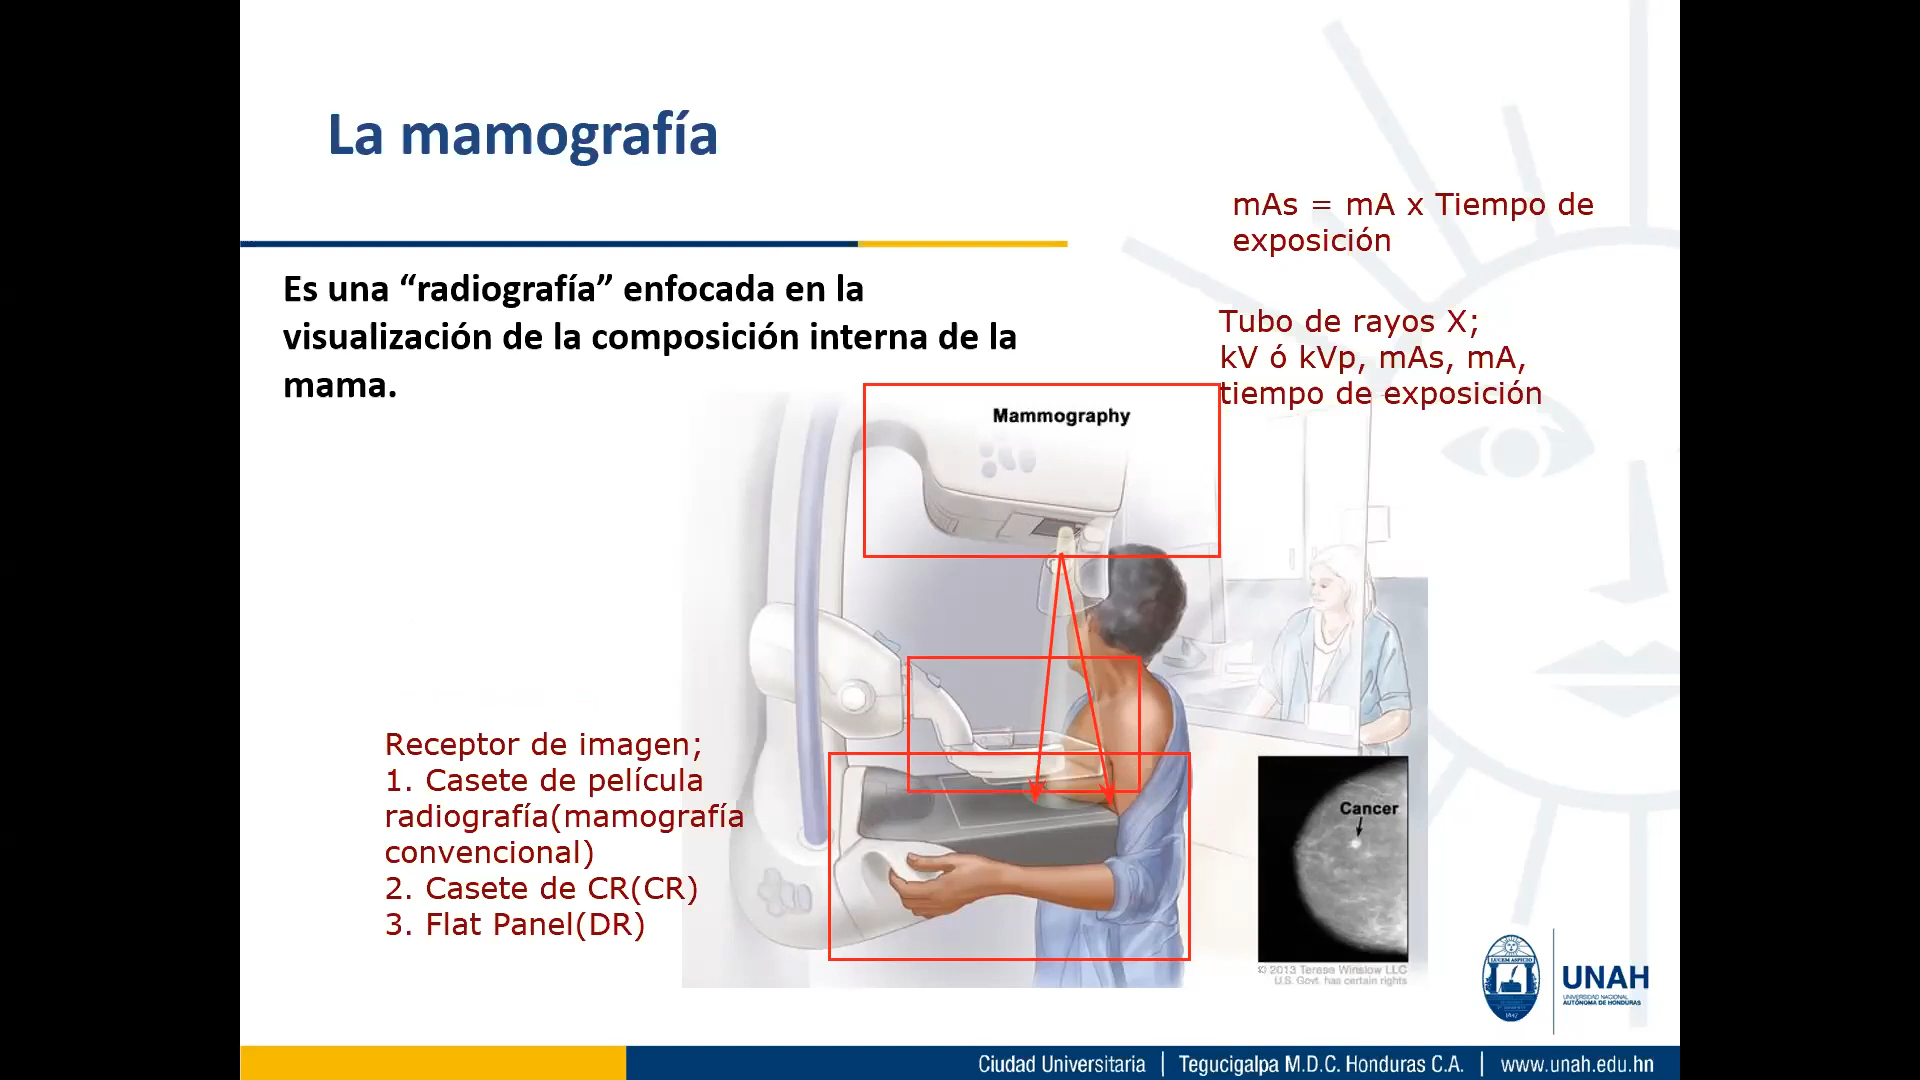 La mamografía
mAs = mA x Tiempo de
exposición
Es una “radiografía” enfocada en la
visualización de la composición interna de la
mama.
Tubo de rayos X;
kV ó kVp, mAs, mA,
tiempo de exposición
Mammography
Receptor de imagen;
1. Casete de película
radiografía(mamografía
convencional)
2. Casete de CR(CR)
3. Flat Panel(DR)
Cancer
© 2013 Terese Winslow LLC
U.S. Govt. has certain rights
LUCEM ASPICIO
1847
UNAH
UNIVERSIDAD NACIONAL
AUTÓNOMA DE HONDURAS
Ciudad Universitaria | Tegucigalpa M.D.C. Honduras C.A. | www.unah.edu.hn